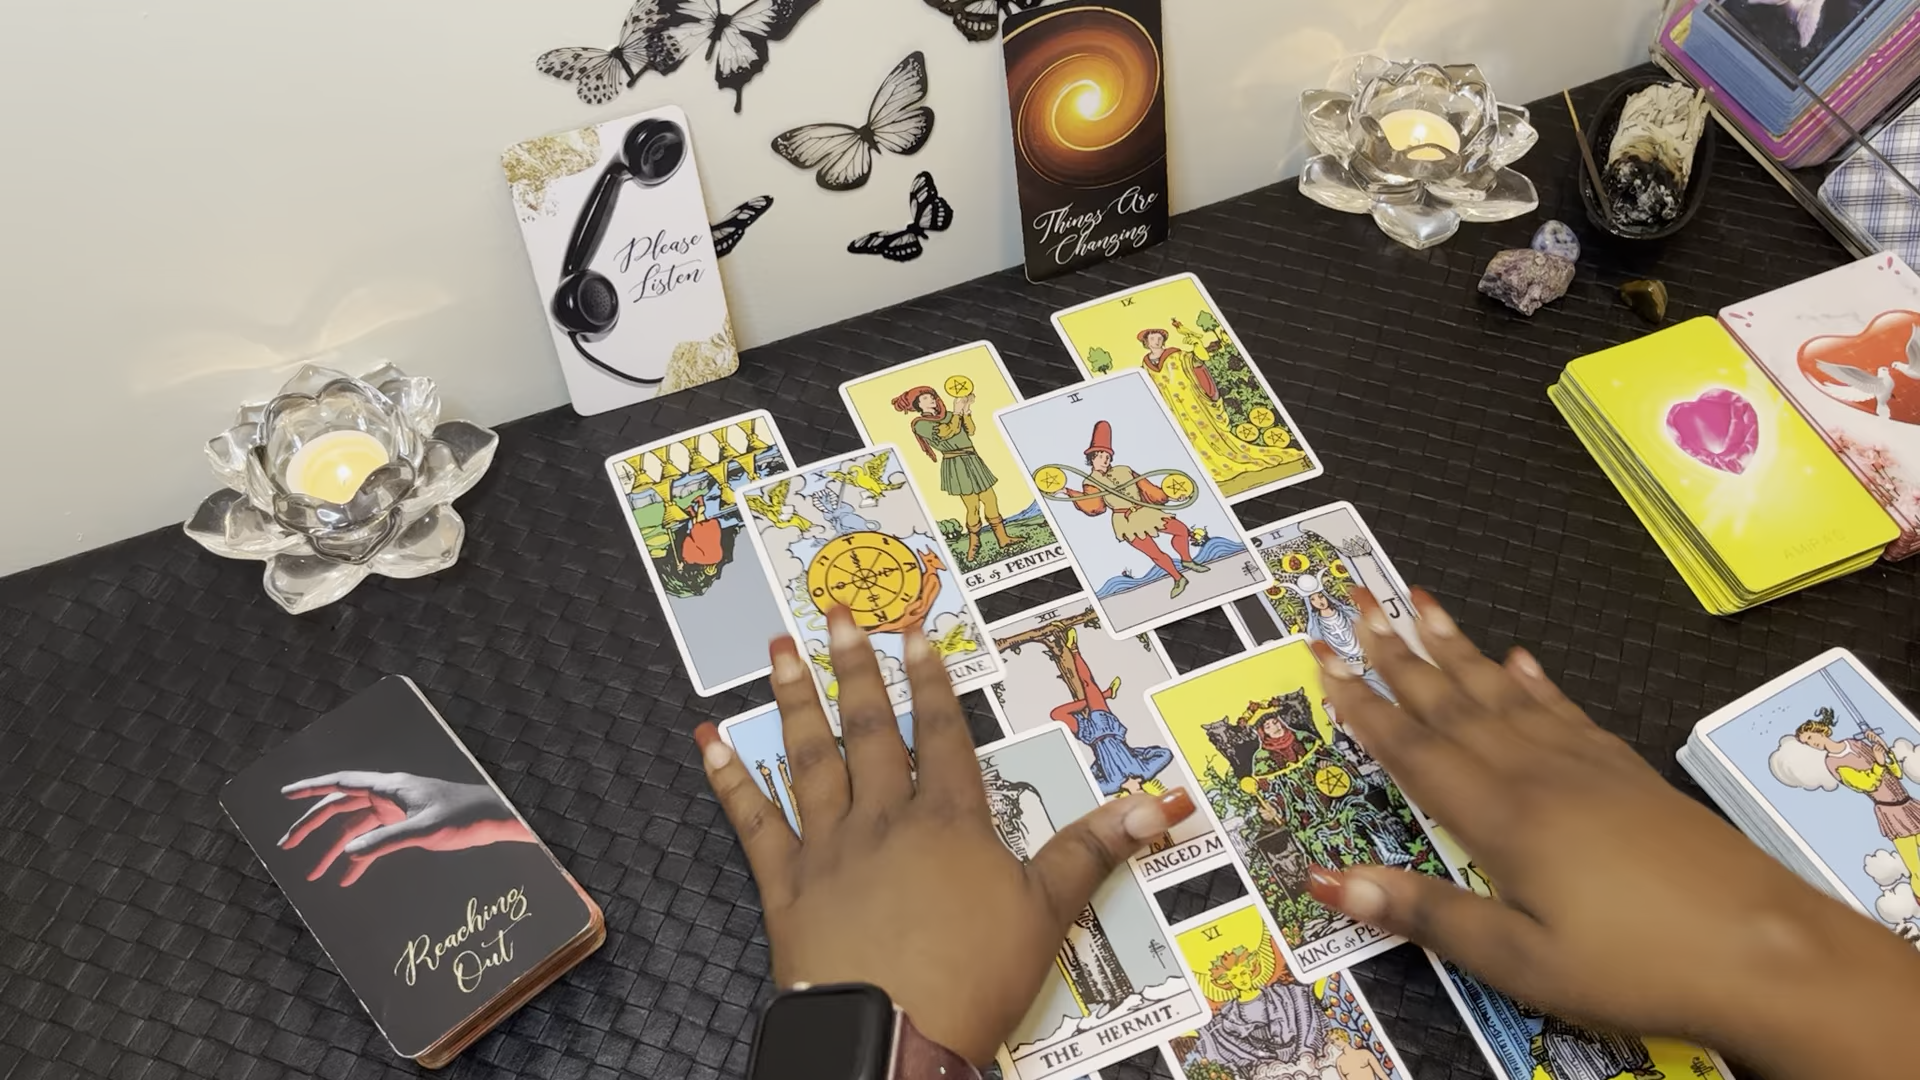 Please
Listen
Things Are
Changing
IX
II
GE of PENTAC
II
J
TUNE.
XII
ANGED M
X
KING of PE
VI
THE HERMIT.
Reaching
Out